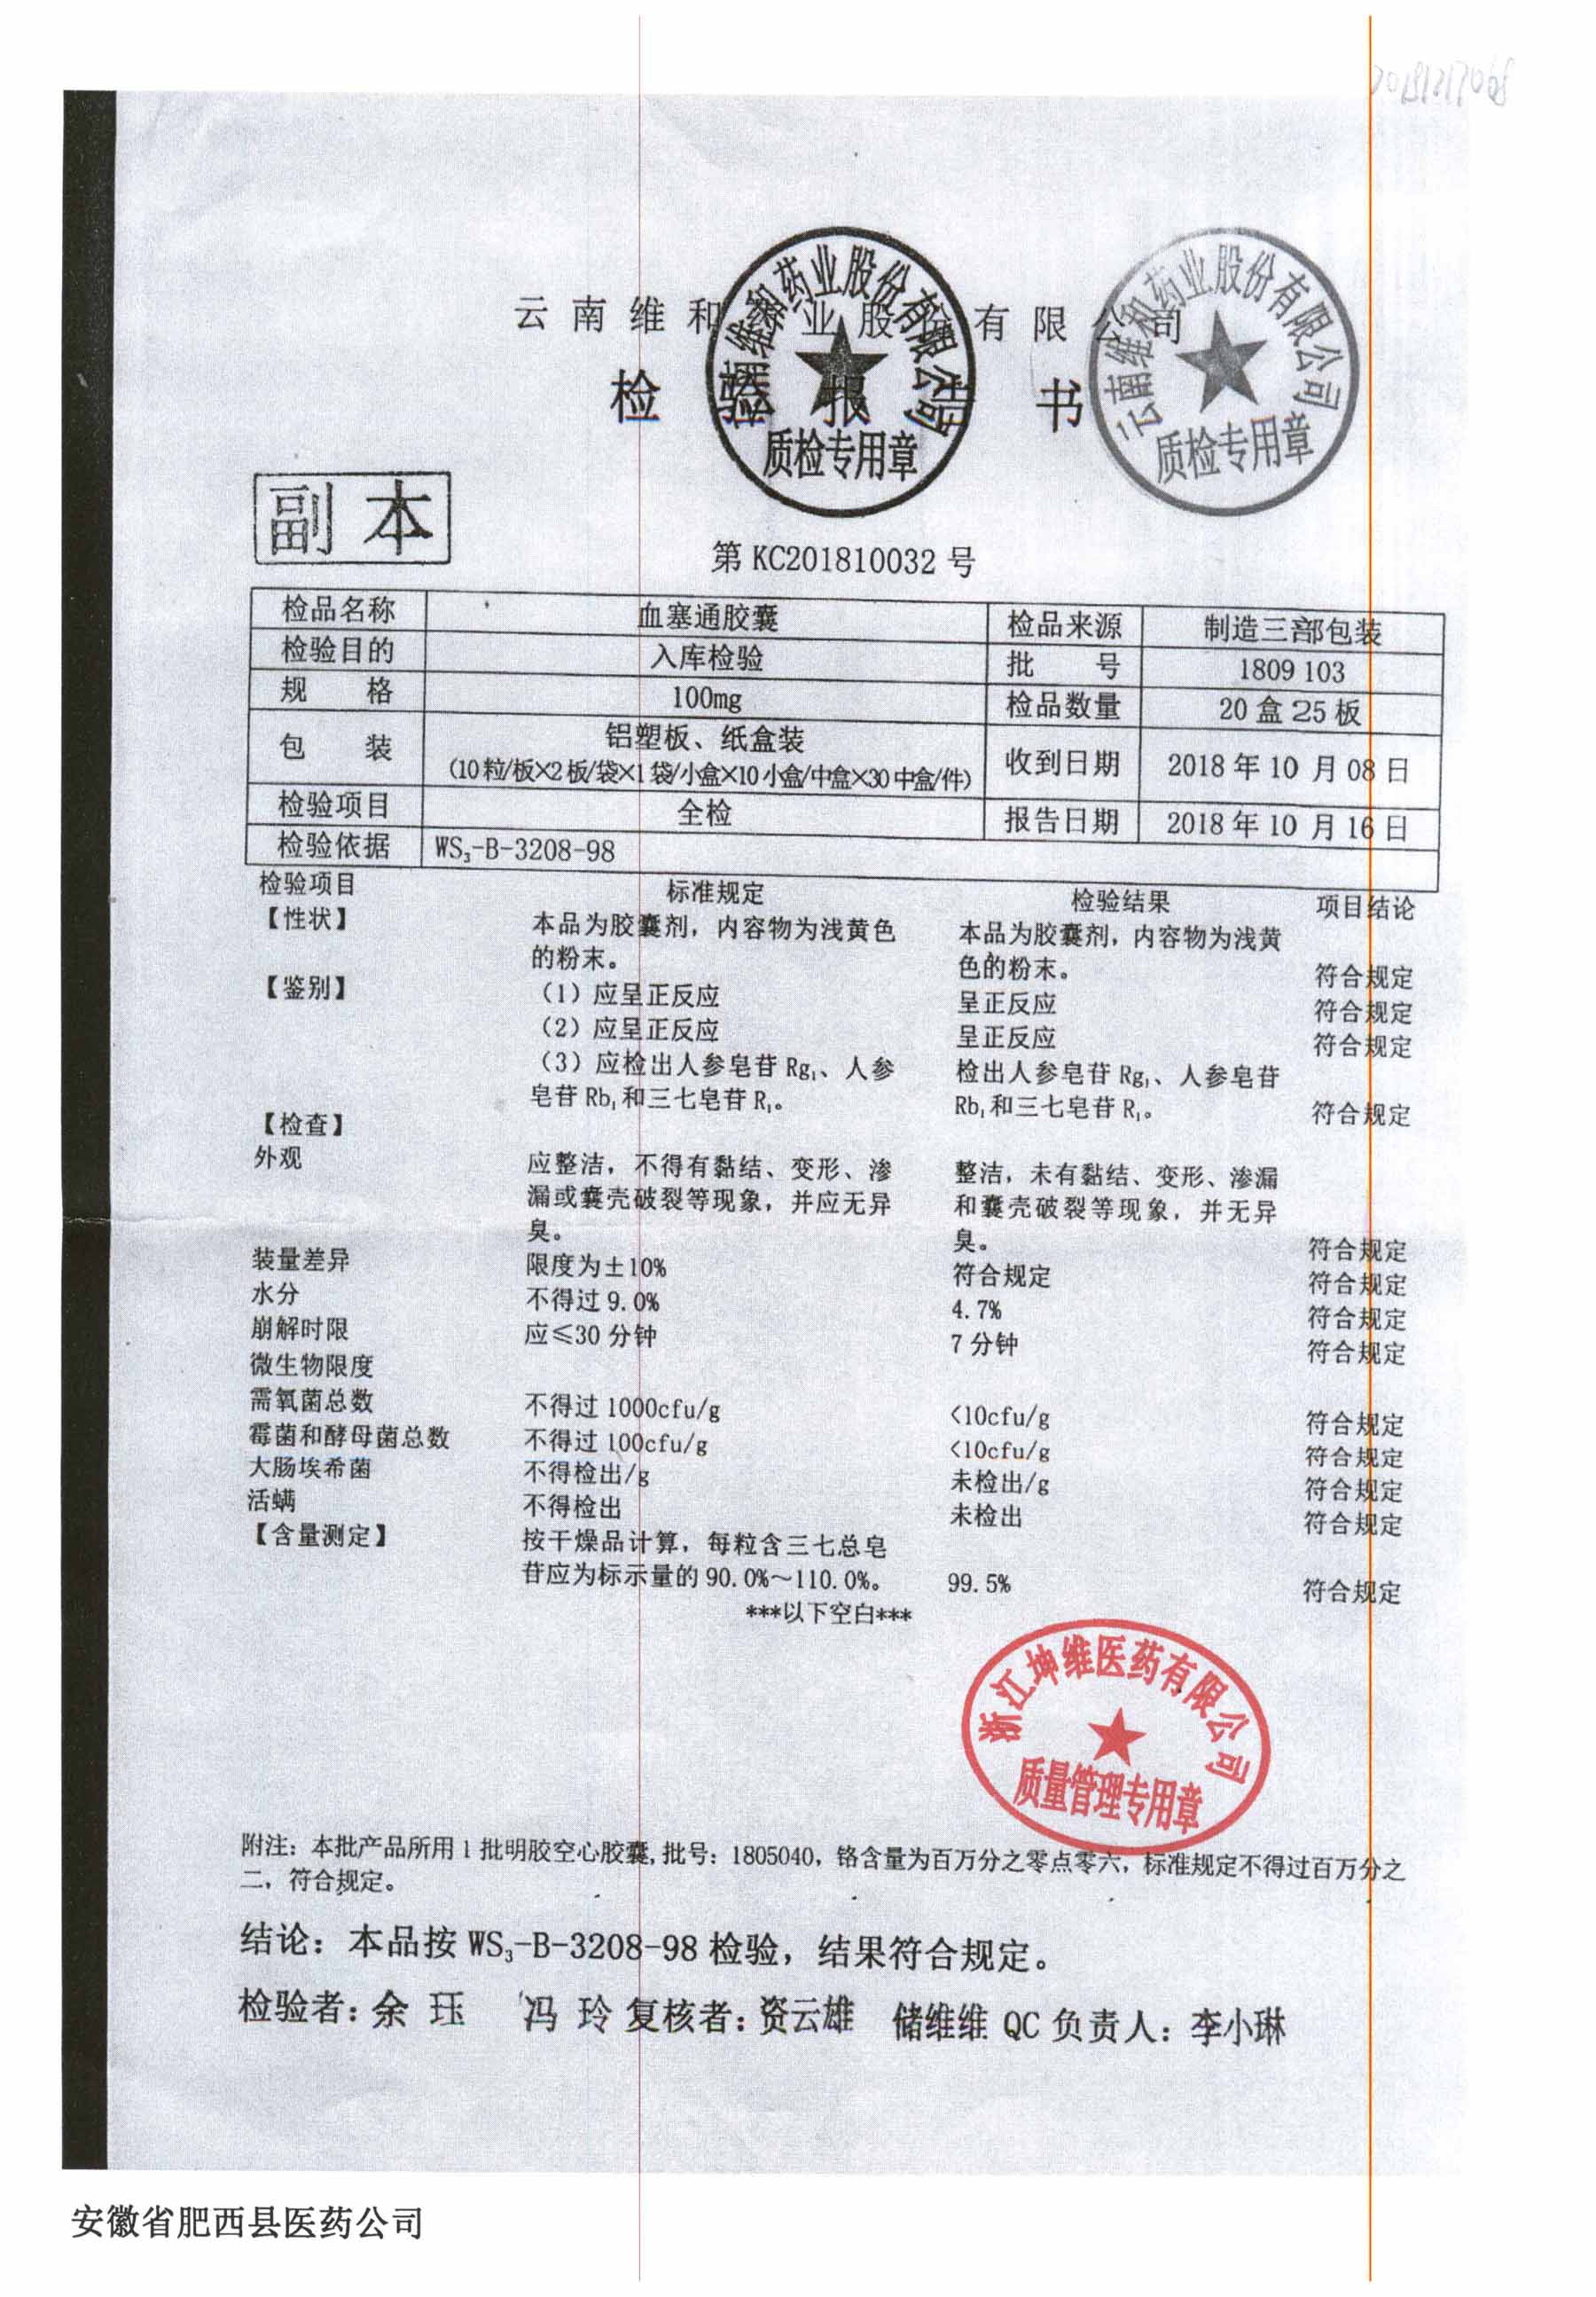 云南维和药业股份有限公司
检验报告书
云南维和药业股份有限公司
质检专用章
云南维和药业股份有限公司
质检专用章
副本
第 KC201810032 号
检品名称 血塞通胶囊 检品来源 制造三部包装
检验目的 入库检验 批 号 1809 103
规 格 100mg 检品数量 20 盒 25 板
包 装 铝塑板、纸盒装 收到日期 2018 年 10 月 08 日
(10粒/板×2板/袋×1袋/小盒×10小盒/中盒×30中盒/件)
检验项目 全检 报告日期 2018 年 10 月 16 日
检验依据 WS₃-B-3208-98
检验项目 标准规定 检验结果 项目结论
【性状】 本品为胶囊剂，内容物为浅黄色 本品为胶囊剂，内容物为浅黄
的粉末。 色的粉末。 符合规定
【鉴别】 （1）应呈正反应 呈正反应 符合规定
（2）应呈正反应 呈正反应 符合规定
（3）应检出人参皂苷 Rg₁、人参 检出人参皂苷 Rg₁、人参皂苷
皂苷 Rb₁和三七皂苷 R₁。 Rb₁和三七皂苷 R₁。 符合规定
【检查】
外观 应整洁，不得有黏结、变形、渗 整洁，未有黏结、变形、渗漏
漏或囊壳破裂等现象，并应无异 和囊壳破裂等现象，并无异
臭。 臭。 符合规定
装量差异 限度为±10% 符合规定 符合规定
水分 不得过 9.0% 4.7% 符合规定
崩解时限 应≤30 分钟 7 分钟 符合规定
微生物限度
需氧菌总数 不得过 1000cfu/g <10cfu/g 符合规定
霉菌和酵母菌总数 不得过 100cfu/g <10cfu/g 符合规定
大肠埃希菌 不得检出/g 未检出/g 符合规定
活螨 不得检出 未检出 符合规定
【含量测定】 按干燥品计算，每粒含三七总皂
苷应为标示量的 90.0%～110.0%。 99.5% 符合规定
***以下空白***
浙江坤维医药有限公司
质量管理专用章
附注：本批产品所用 1 批明胶空心胶囊,批号：1805040，铬含量为百万分之零点零六，标准规定不得过百万分之
二，符合规定。
结论：本品按 WS₃-B-3208-98 检验，结果符合规定。
检验者：余 珏 冯 玲 复核者：资云雄 储维维 QC 负责人：李小琳
安徽省肥西县医药公司